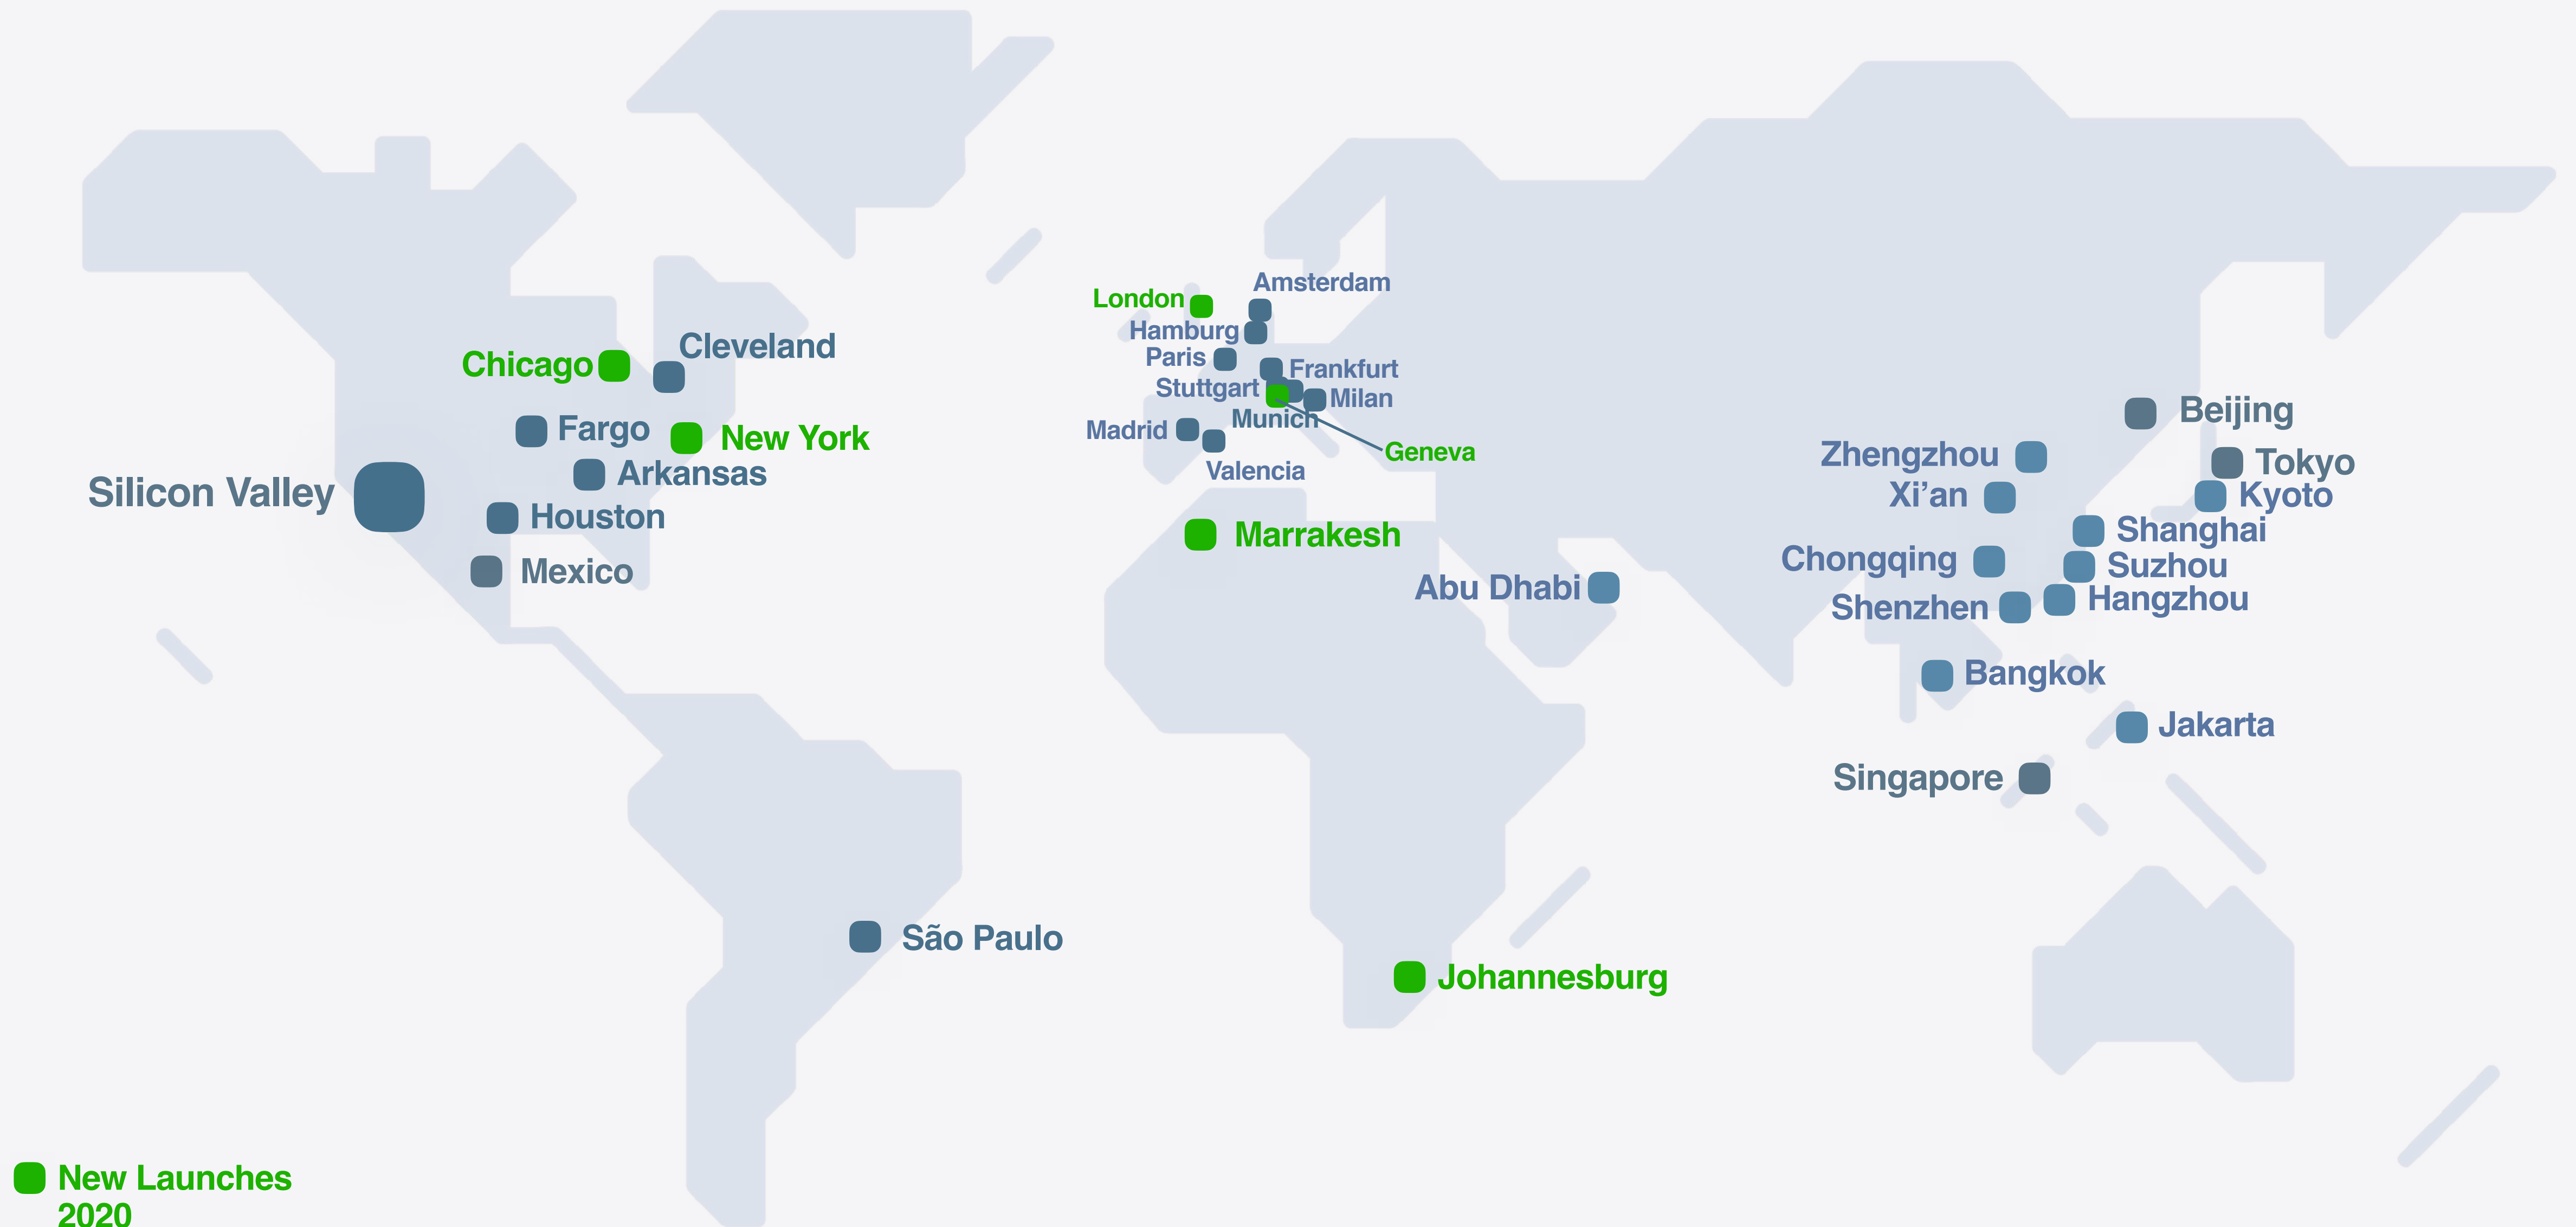 Amsterdam
London
Hamburg
Cleveland
Paris
Chicago
Frankfurt
Stuttgart
Milan
Munich
Madrid
Fargo
New York
Geneva
Valencia
Arkansas
Silicon Valley
Houston
Mexico
Marrakesh
Abu Dhabi
Beijing
Zhengzhou
Tokyo
Xi’an
Kyoto
Shanghai
Chongqing
Suzhou
Hangzhou
Shenzhen
Bangkok
Jakarta
Singapore
São Paulo
Johannesburg
New Launches
2020